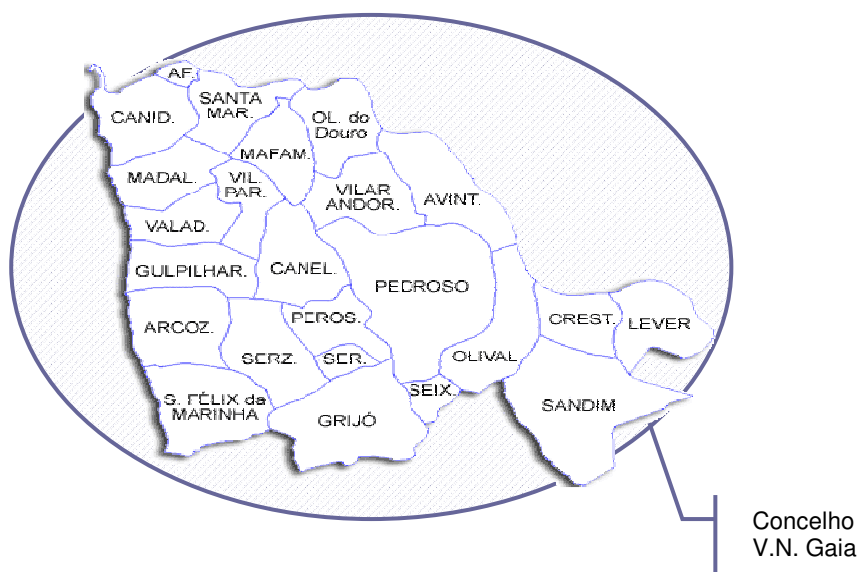 AF.
SANTA
MAR.
CANID.
OL. do
Douro
MAFAM.
MADAL.
VIL.
PAR.
VILAR
ANDOR.
AVINT.
VALAD.
GULPILHAR.
CANEL.
PEDROSO
ARCOZ.
PEROS.
CREST.
LEVER
SERZ.
SER.
OLIVAL
S. FÉLIX da
MARINHA
SEIX.
SANDIM
GRIJÓ
Concelho
V.N. Gaia